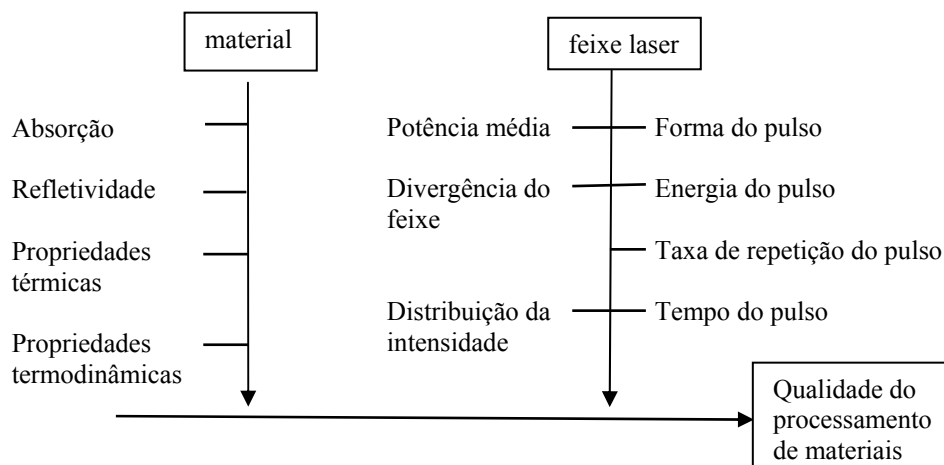 material
feixe laser
Absorção
Potência média
Forma do pulso
Refletividade
Divergência do
feixe
Energia do pulso
Propriedades
térmicas
Taxa de repetição do pulso
Distribuição da
intensidade
Tempo do pulso
Propriedades
termodinâmicas
Qualidade do
processamento
de materiais